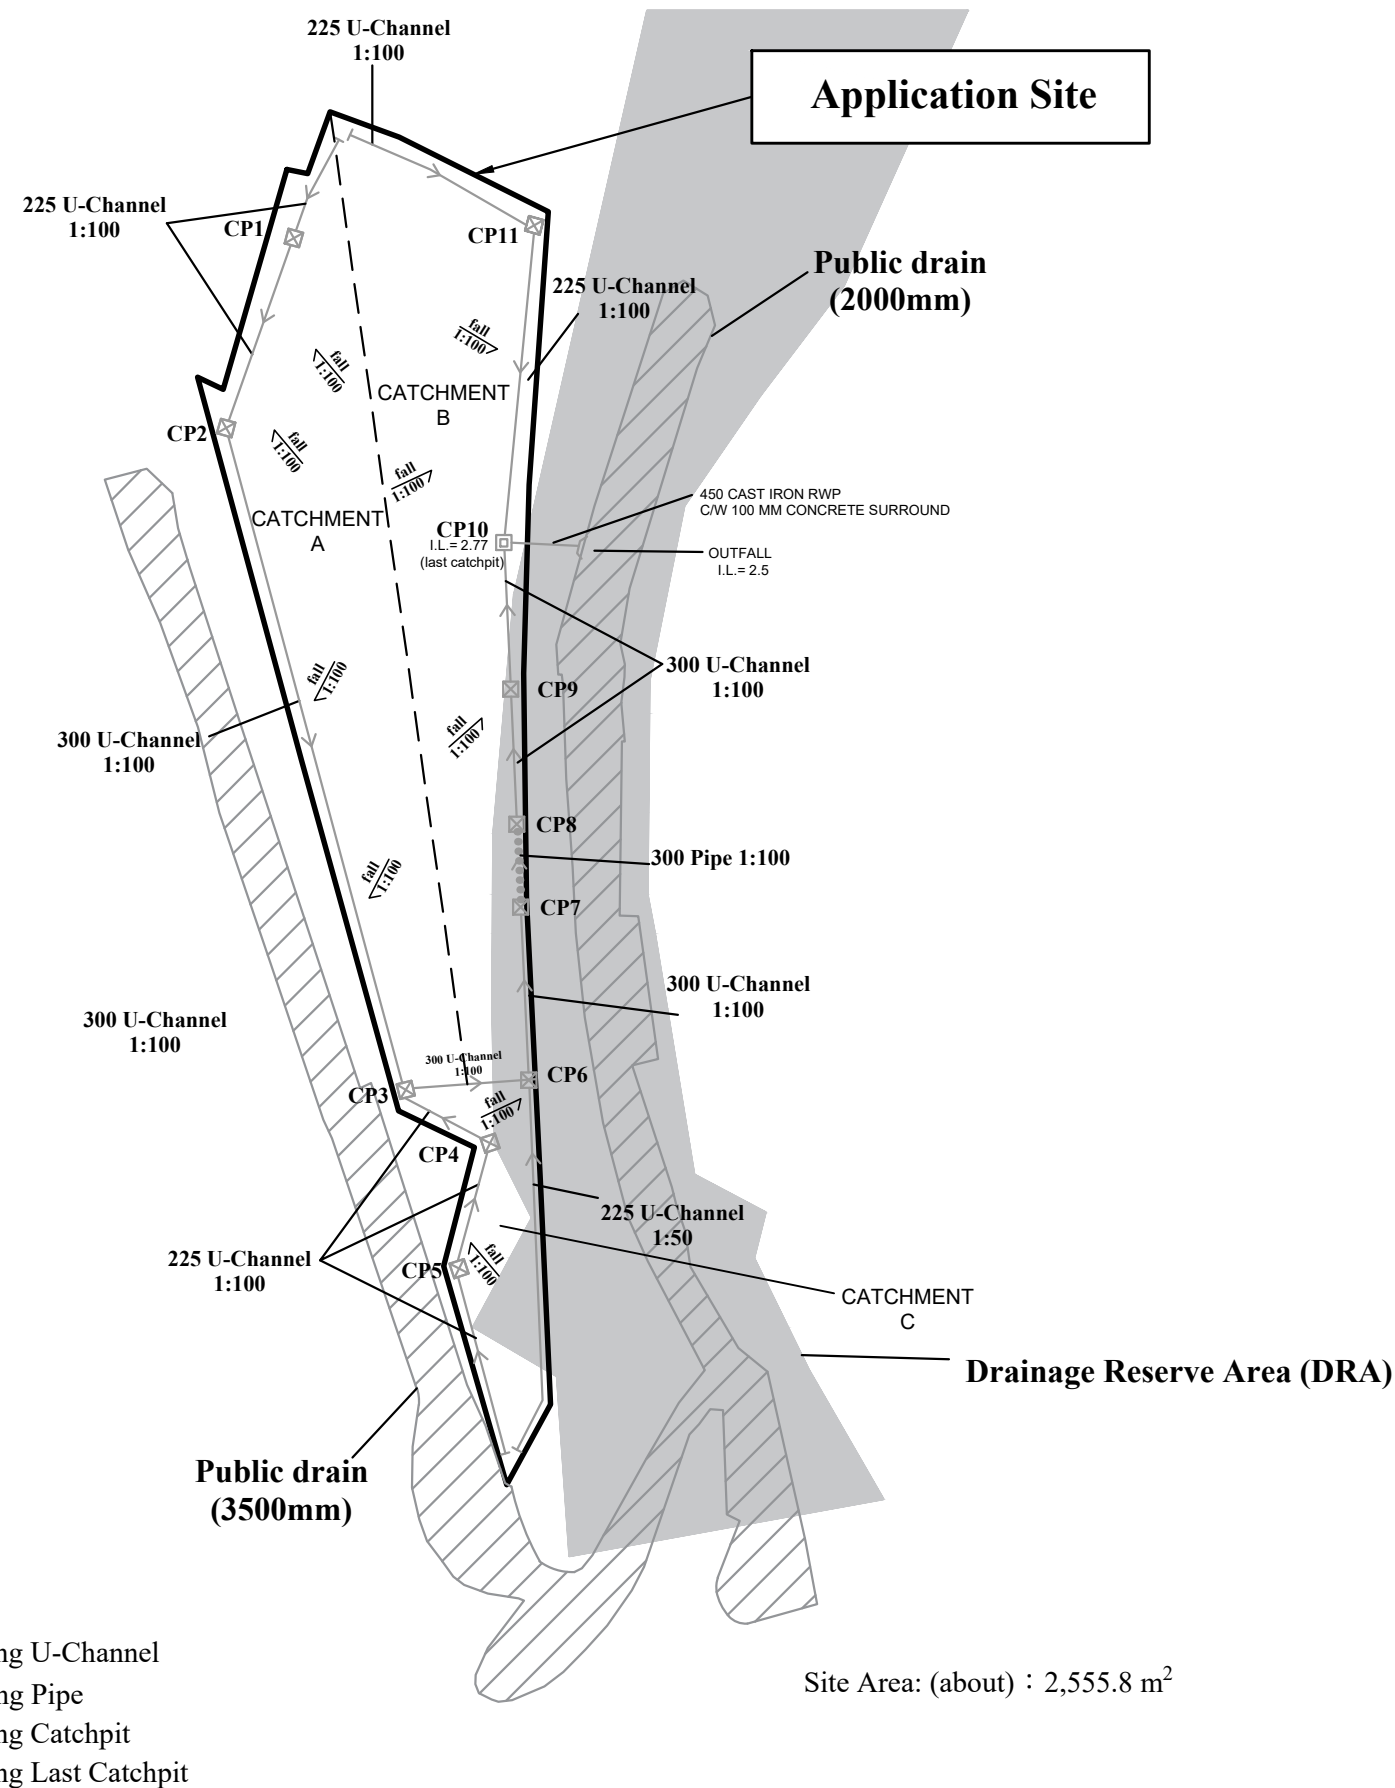 225 U-Channel
1:100
Application Site
225 U-Channel
1:100
CP1
CP11
Public drain
(2000mm)
225 U-Channel
1:100
fall
1:100
fall
1:100
CATCHMENT
B
CP2
fall
1:100
fall
1:100
450 CAST IRON RWP
C/W 100 MM CONCRETE SURROUND
CATCHMENT
A
CP10
I.L.= 2.77
(last catchpit)
OUTFALL
I.L.= 2.5
fall
1:100
300 U-Channel
1:100
CP9
fall
1:100
300 U-Channel
1:100
CP8
300 Pipe 1:100
fall
1:100
CP7
300 U-Channel
1:100
300 U-Channel
1:100
300 U-Channel
1:100
CP6
CP3
fall
1:100
CP4
225 U-Channel
1:50
225 U-Channel
1:100
CP5
fall
1:100
CATCHMENT
C
Drainage Reserve Area (DRA)
Public drain
(3500mm)
ng U-Channel
Site Area: (about) : 2,555.8 m²
ng Pipe
ng Catchpit
ng Last Catchpit